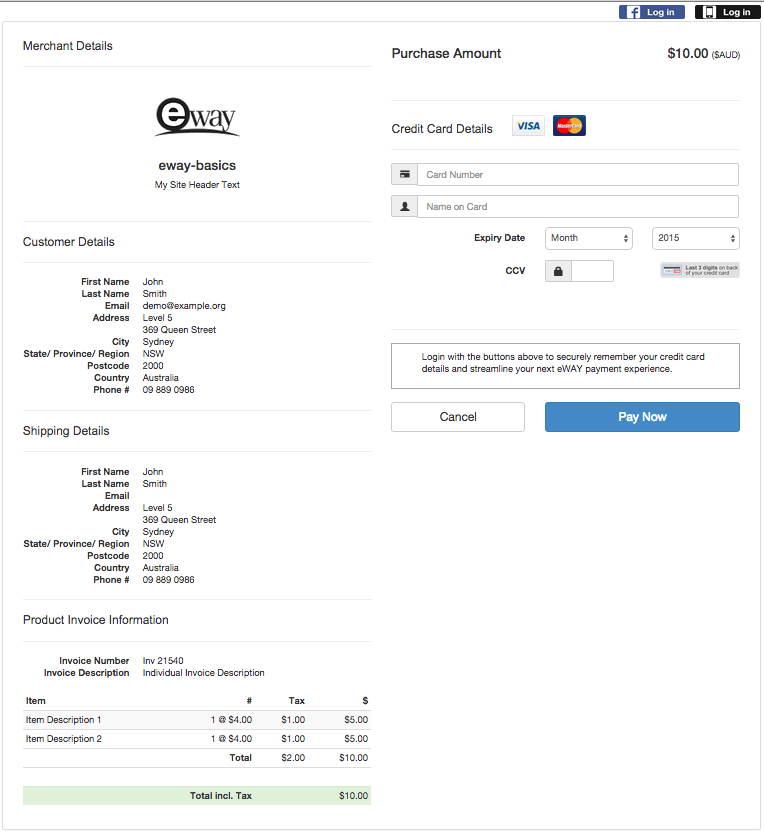 Log in
Log in
Merchant Details
eway
eway-basics
My Site Header Text
Customer Details
First Name John
Last Name Smith
Email demo@example.org
Address Level 5
369 Queen Street
City Sydney
State/ Province/ Region NSW
Postcode 2000
Country Australia
Phone # 09 889 0986
Shipping Details
First Name John
Last Name Smith
Email
Address Level 5
369 Queen Street
City Sydney
State/ Province/ Region NSW
Postcode 2000
Country Australia
Phone # 09 889 0986
Product Invoice Information
Invoice Number Inv 21540
Invoice Description Individual Invoice Description
Item # Tax $
Item Description 1 1 @ $4.00 $1.00 $5.00
Item Description 2 1 @ $4.00 $1.00 $5.00
Total $2.00 $10.00
Total incl. Tax $10.00
Purchase Amount $10.00 ($AUD)
Credit Card Details VISA MasterCard
Card Number
Name on Card
Expiry Date Month 2015
CCV
Last 3 digits on back
of your credit card
Login with the buttons above to securely remember your credit card
details and streamline your next eWAY payment experience.
Cancel Pay Now